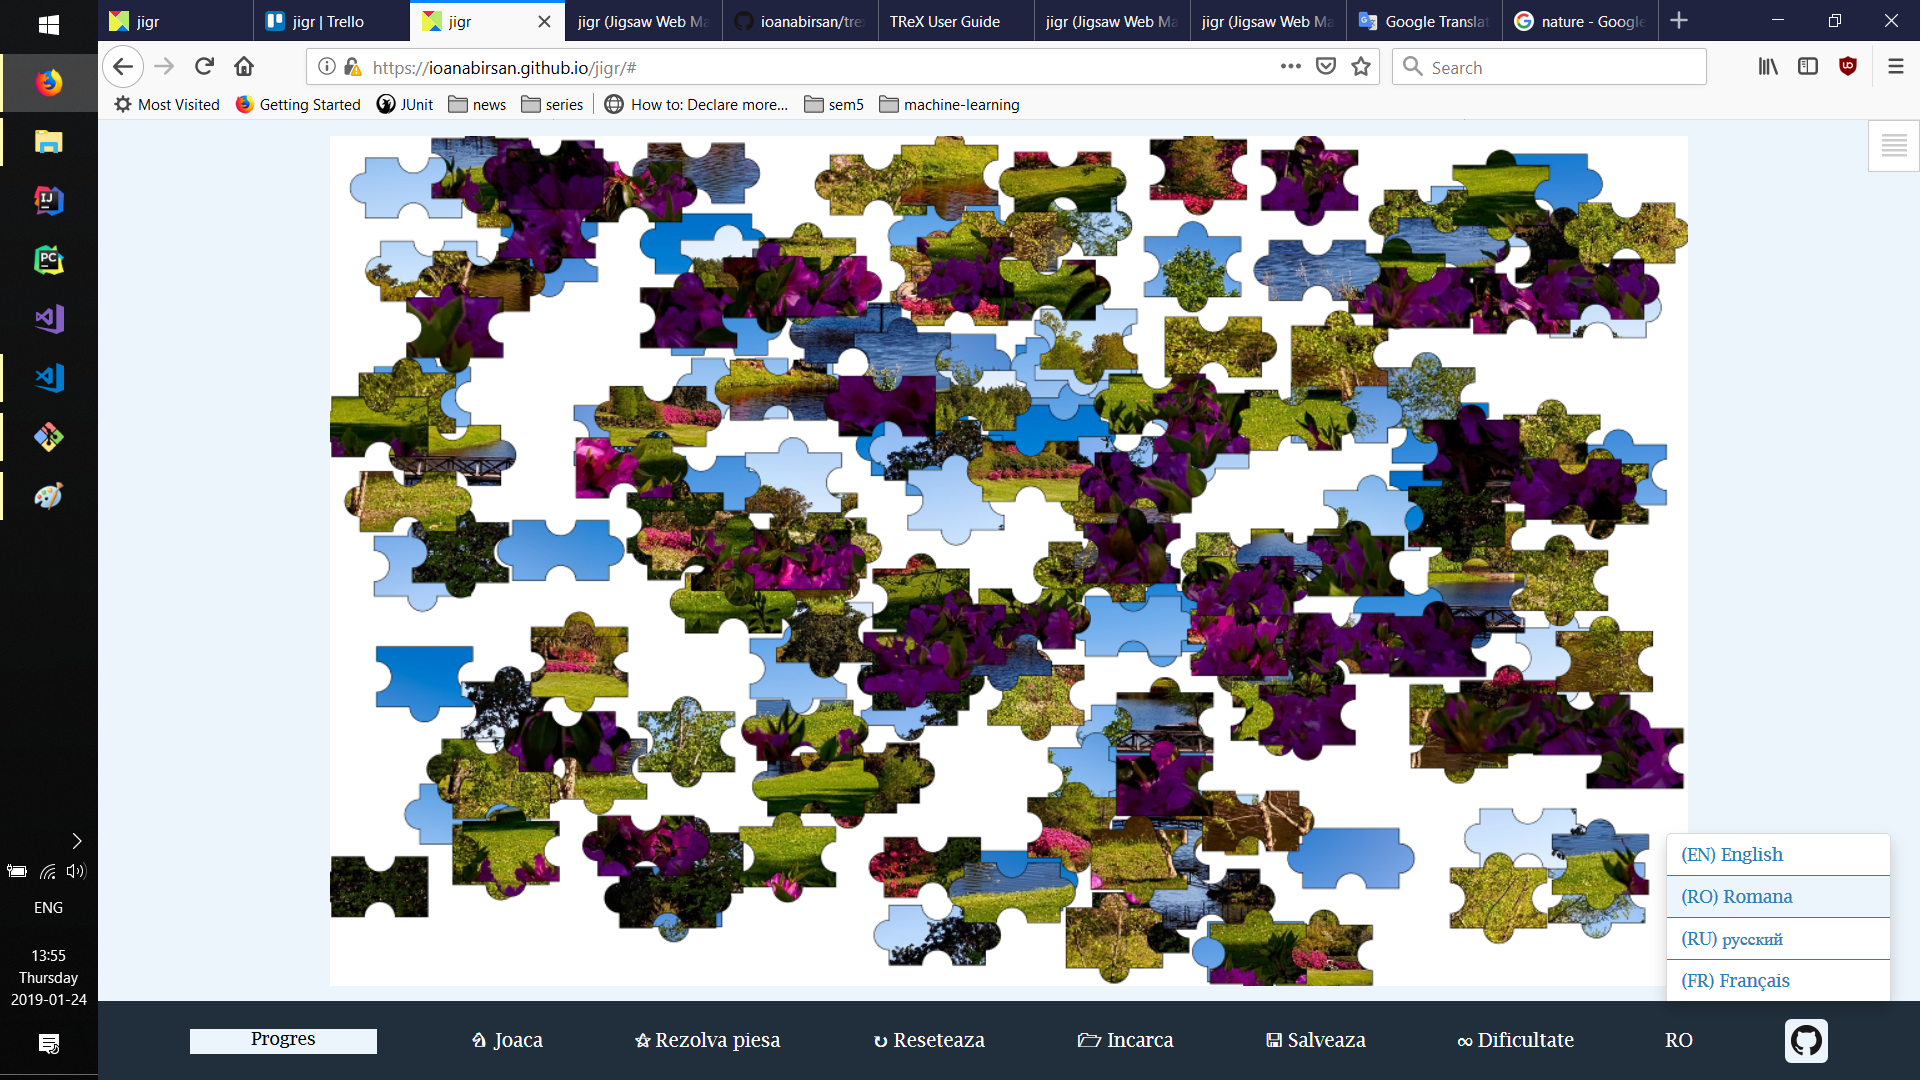 jigr
jigr | Trello
jigr
jigr (Jigsaw Web Ma
ioanabirsan/tre
TReX User Guide
jigr (Jigsaw Web Ma
jigr (Jigsaw Web Ma
Google Translat
nature - Google
https://ioanabirsan.github.io/jigr/#
Search
Most Visited
Getting Started
JUnit
news
series
How to: Declare more...
sem5
machine-learning
ENG
13:55
Thursday
2019-01-24
(EN) English
(RO) Romana
(RU) русский
(FR) Français
Progres
Joaca
Rezolva piesa
Reseteaza
Incarca
Salveaza
∞ Dificultate
RO